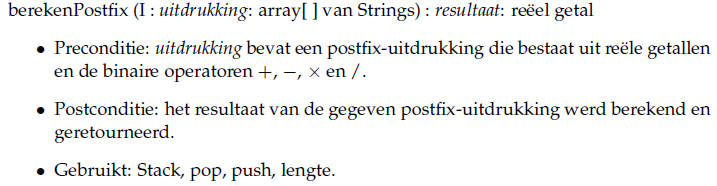 berekenPostfix (I : uitdrukking: array[ ] van Strings) : resultaat: reëel getal
• Preconditie: uitdrukking bevat een postfix-uitdrukking die bestaat uit reële getallen
en de binaire operatoren +, −, × en /.
• Postconditie: het resultaat van de gegeven postfix-uitdrukking werd berekend en
geretourneerd.
• Gebruikt: Stack, pop, push, lengte.